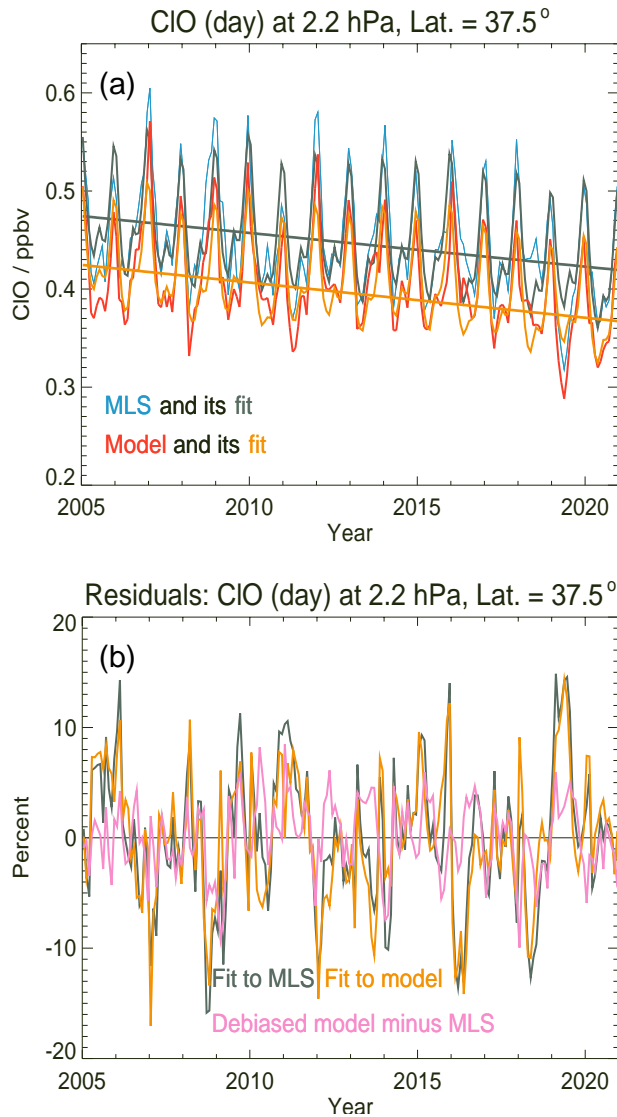 ClO (day) at 2.2 hPa, Lat. = 37.5°
(a)
0.6
0.5
0.4
0.3
0.2
ClO / ppbv
MLS and its fit
Model and its fit
2005 2010 2015 2020
Year
Residuals: ClO (day) at 2.2 hPa, Lat. = 37.5°
(b)
20
10
0
-10
-20
Percent
Fit to MLS Fit to model
Debiased model minus MLS
2005 2010 2015 2020
Year